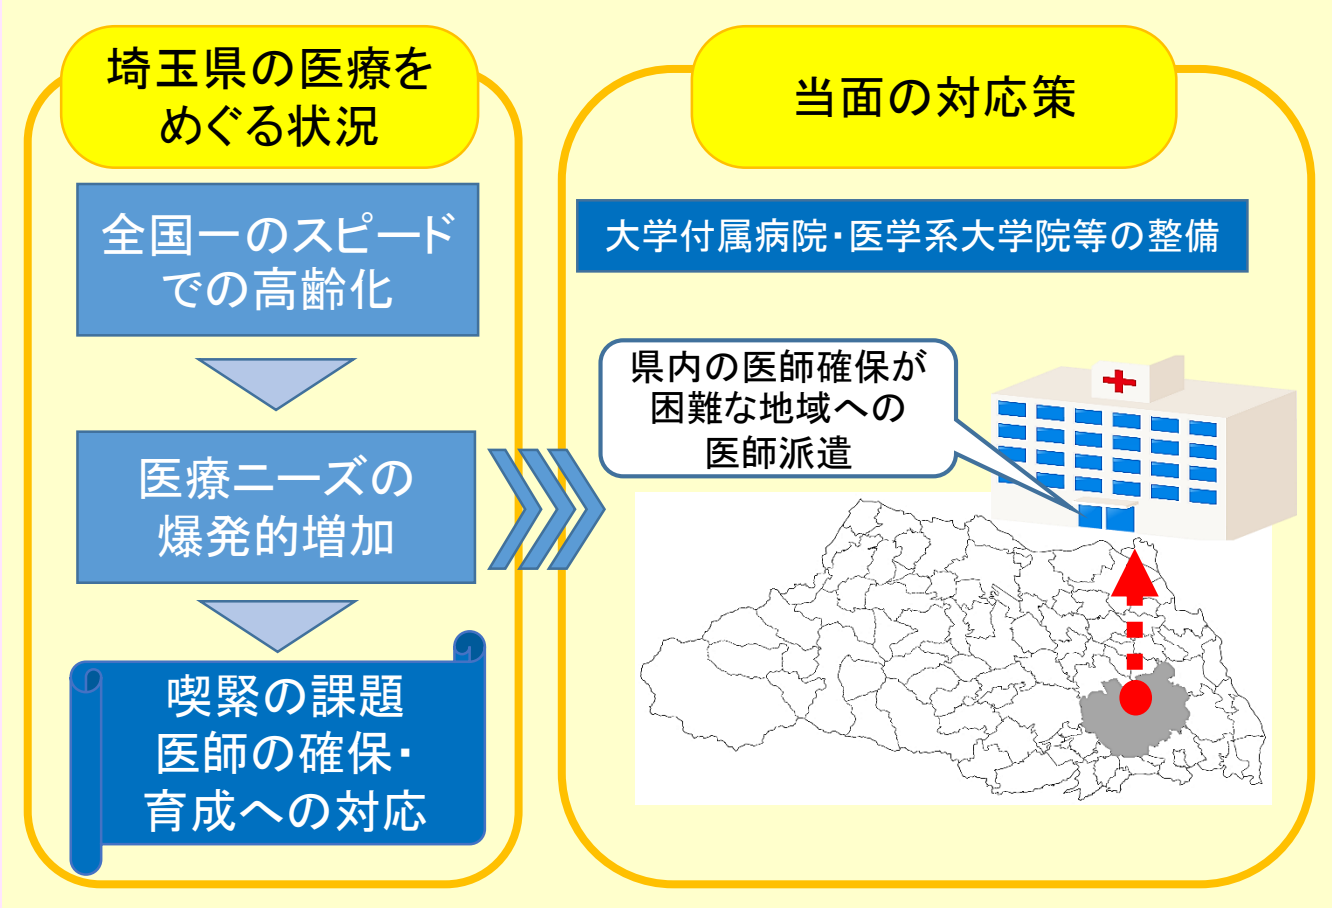 埼玉県の医療を
めぐる状況
全国一のスピード
での高齢化
医療ニーズの
爆発的増加
喫緊の課題
医師の確保・
育成への対応
当面の対応策
大学付属病院・医学系大学院等の整備
県内の医師確保が
困難な地域への
医師派遣